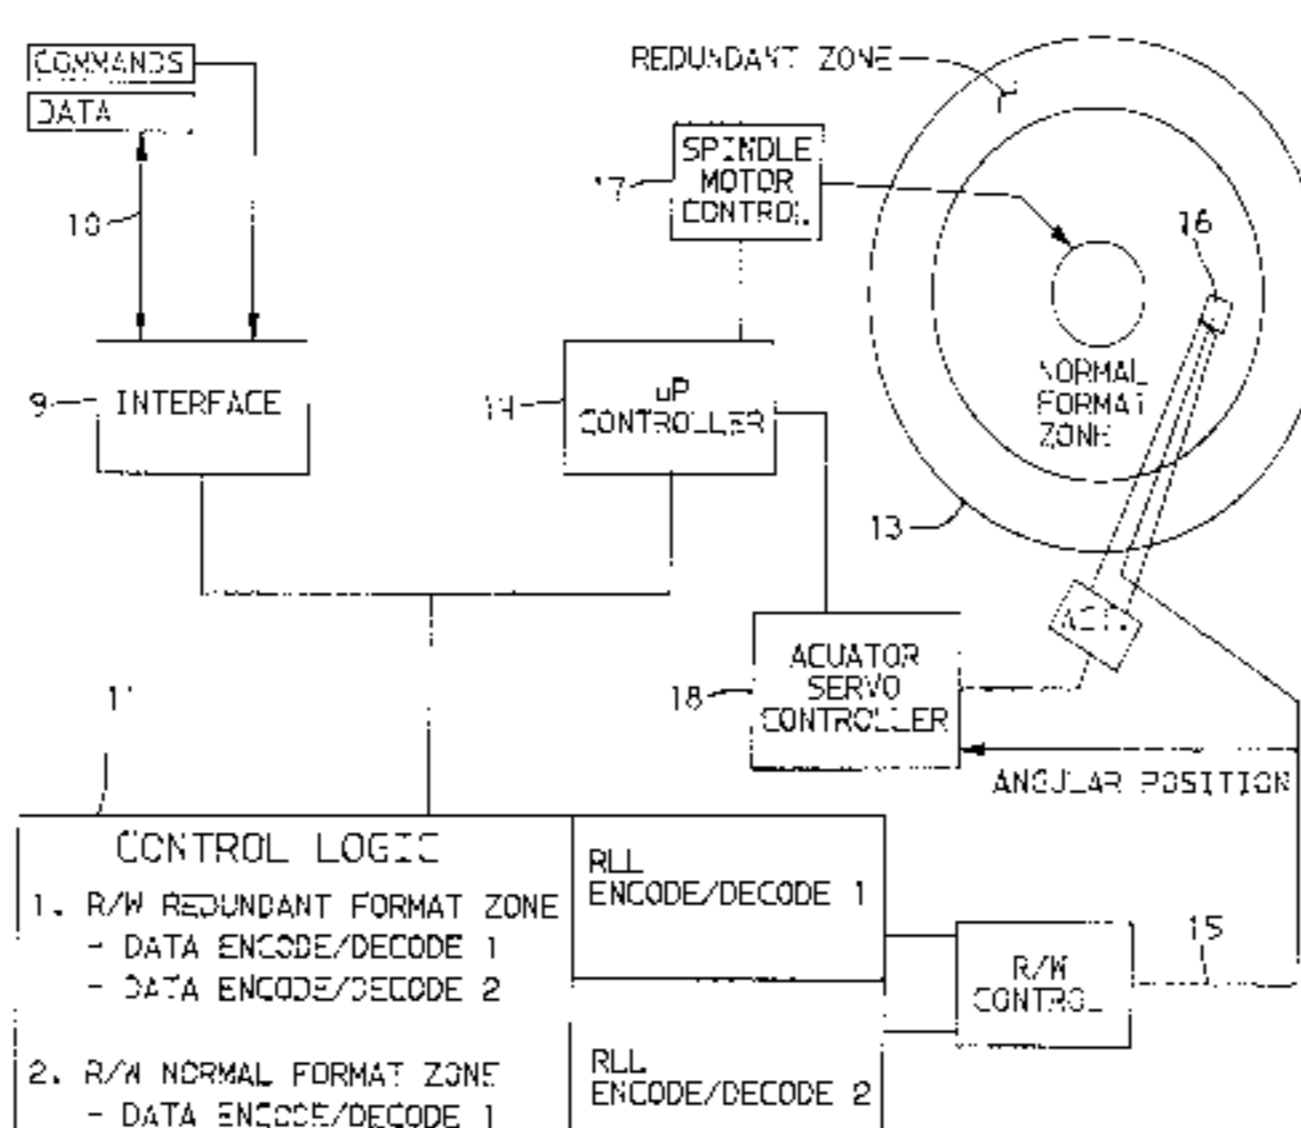 COMMANDS
DATA
10
9
INTERFACE
REDUNDANT ZONE
17
SPINDLE
MOTOR
CONTROL
16
14
uP
CONTROLLER
NORMAL
FORMAT
ZONE
13
ACT.
18
ACUATOR
SERVO
CONTROLLER
ANGULAR POSITION
11
CONTROL LOGIC
1. R/W REDUNDANT FORMAT ZONE
- DATA ENCODE/DECODE 1
- DATA ENCODE/DECODE 2
2. R/W NORMAL FORMAT ZONE
- DATA ENCODE/DECODE 1
RLL
ENCODE/DECODE 1
RLL
ENCODE/DECODE 2
R/W
CONTROL
15